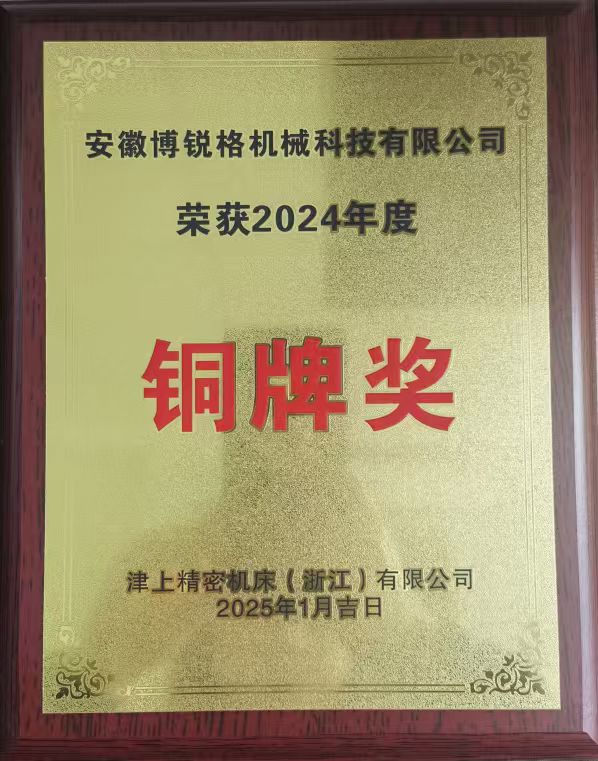 安徽博锐格机械科技有限公司
荣获2024年度
铜牌奖
津上精密机床（浙江）有限公司
2025年1月吉日